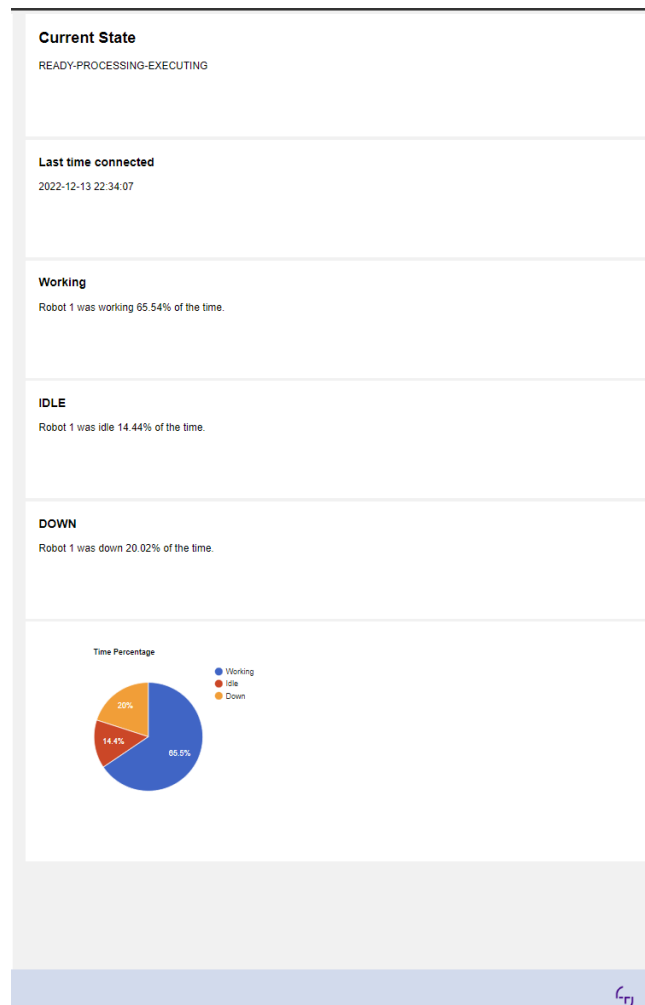 Current State
READY-PROCESSING-EXECUTING
Last time connected
2022-12-13 22:34:07
Working
Robot 1 was working 65.54% of the time.
IDLE
Robot 1 was idle 14.44% of the time.
DOWN
Robot 1 was down 20.02% of the time.
Time Percentage
Working
Idle
Down
20%
14.4%
65.5%